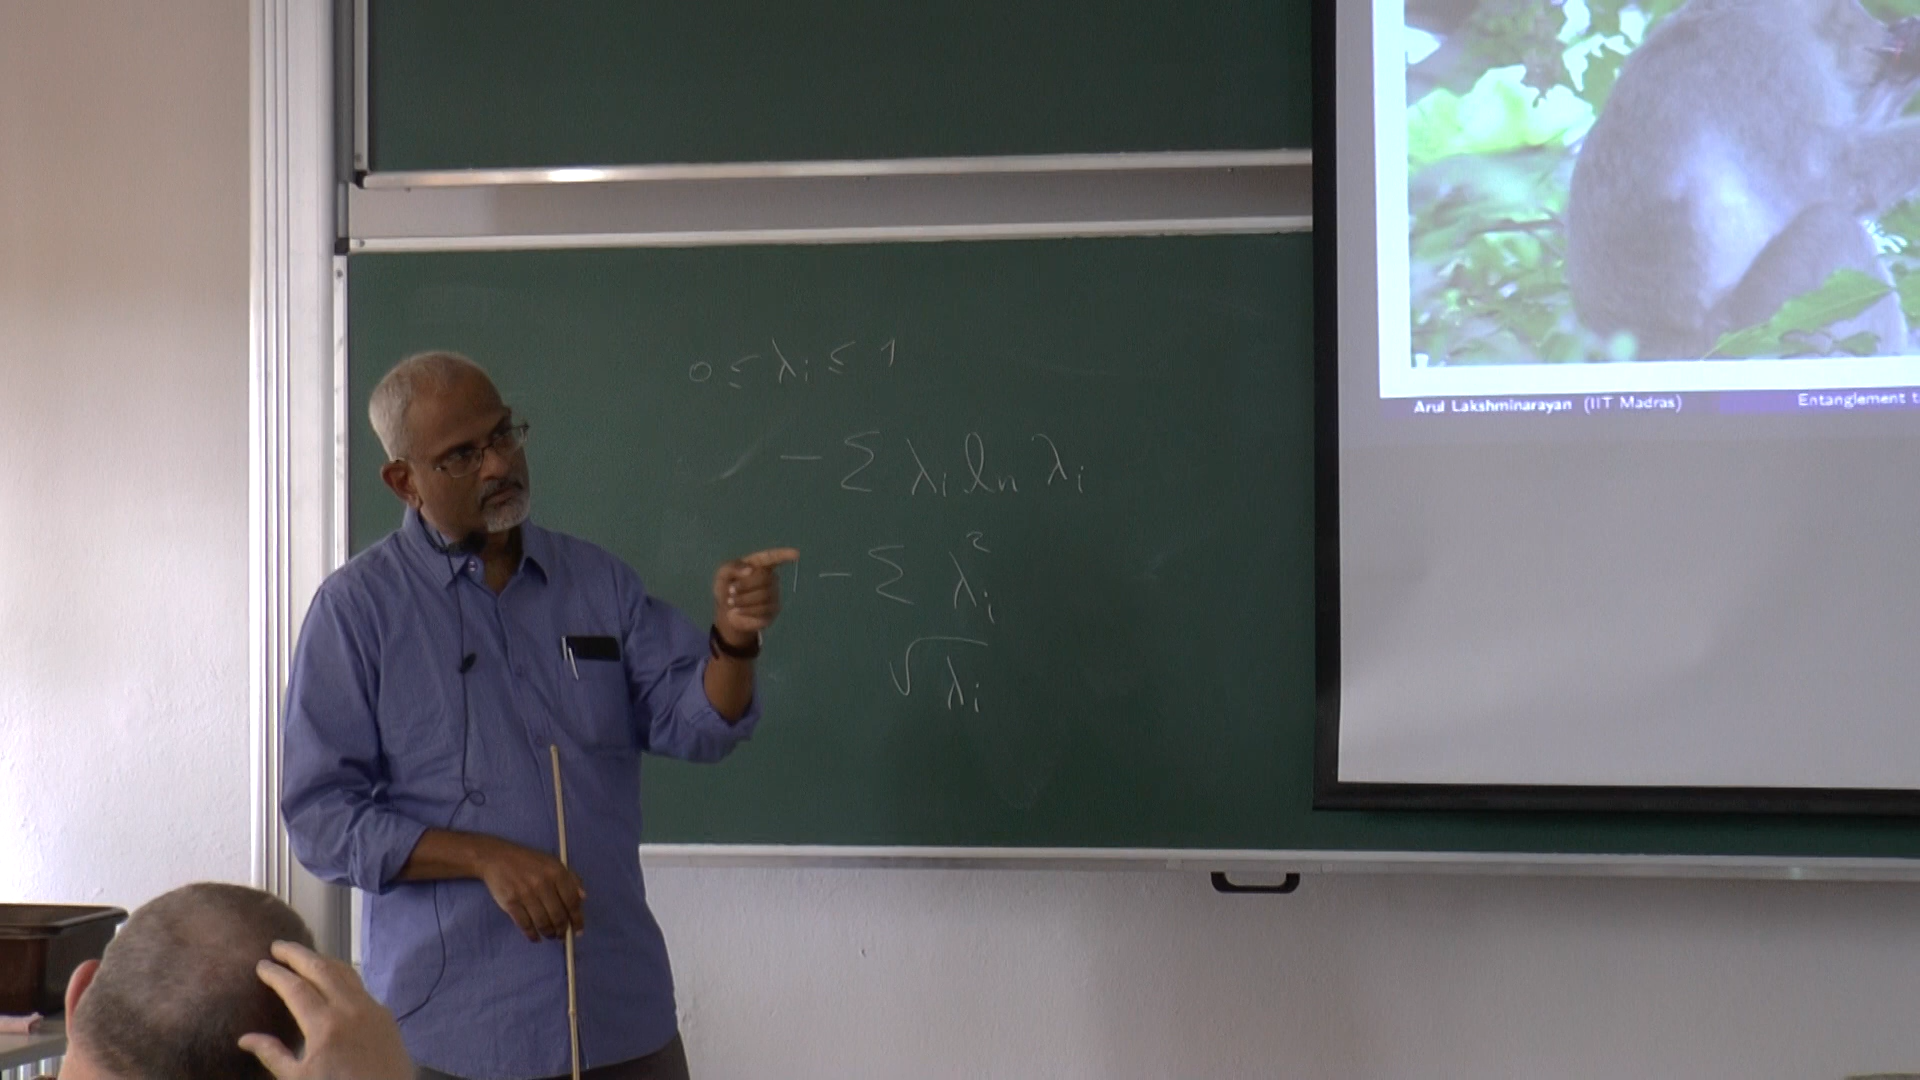 0 ≤ λi ≤ 1
- Σ λi ln λi
1 - Σ λi²
√λi
Arul Lakshminarayan (IIT Madras)
Entanglement